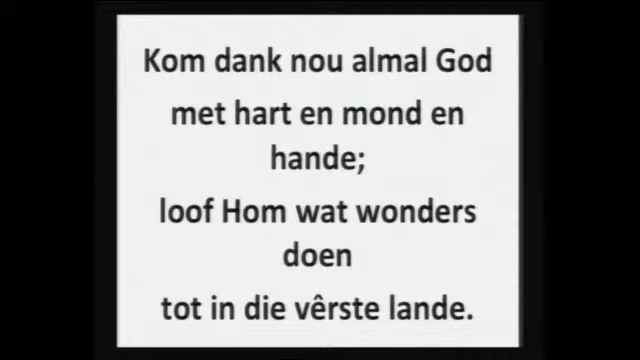 Kom dank nou almal God
met hart en mond en
hande;
loof Hom wat wonders
doen
tot in die vêrste lande.